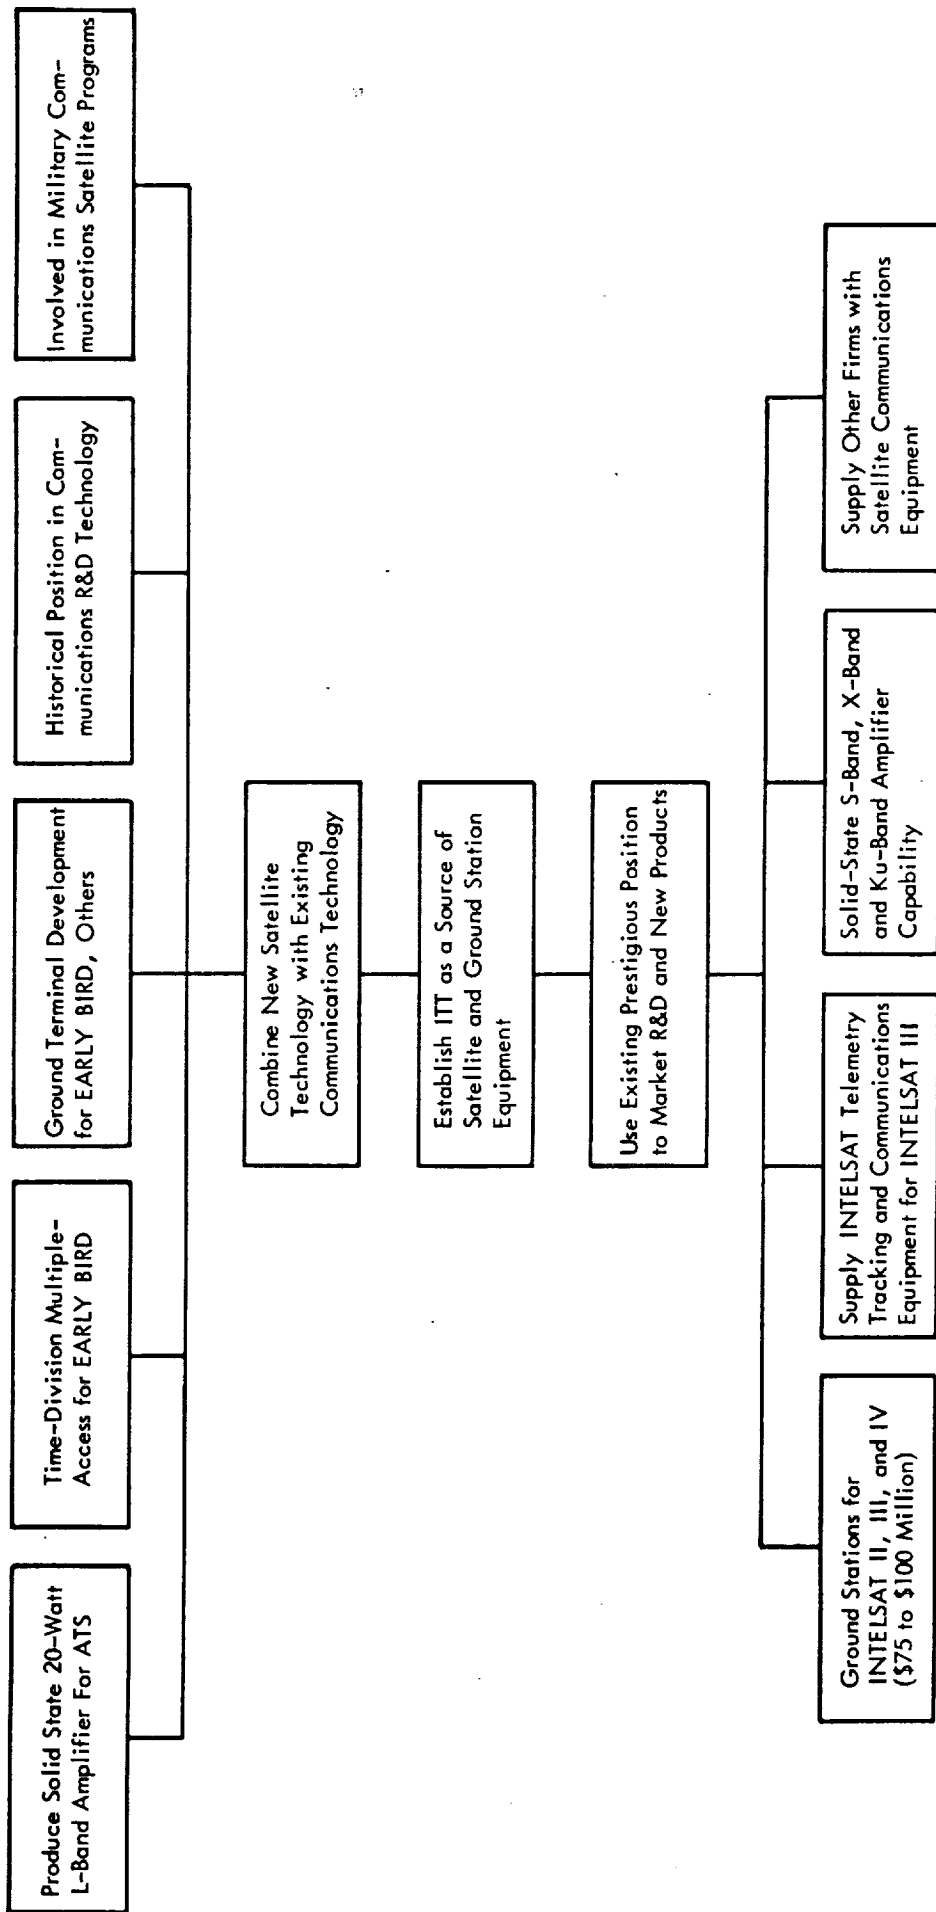 Produce Solid State 20-Watt
L-Band Amplifier For ATS
Time-Division Multiple-
Access for EARLY BIRD
Ground Terminal Development
for EARLY BIRD, Others
Historical Position in Com-
munications R&D Technology
Involved in Military Com-
munications Satellite Programs
Combine New Satellite
Technology with Existing
Communications Technology
Establish ITT as a Source of
Satellite and Ground Station
Equipment
Use Existing Prestigious Position
to Market R&D and New Products
Ground Stations for
INTELSAT II, III, and IV
($75 to $100 Million)
Supply INTELSAT Telemetry
Tracking and Communications
Equipment for INTELSAT III
Solid-State S-Band, X-Band
and Ku-Band Amplifier
Capability
Supply Other Firms with
Satellite Communications
Equipment